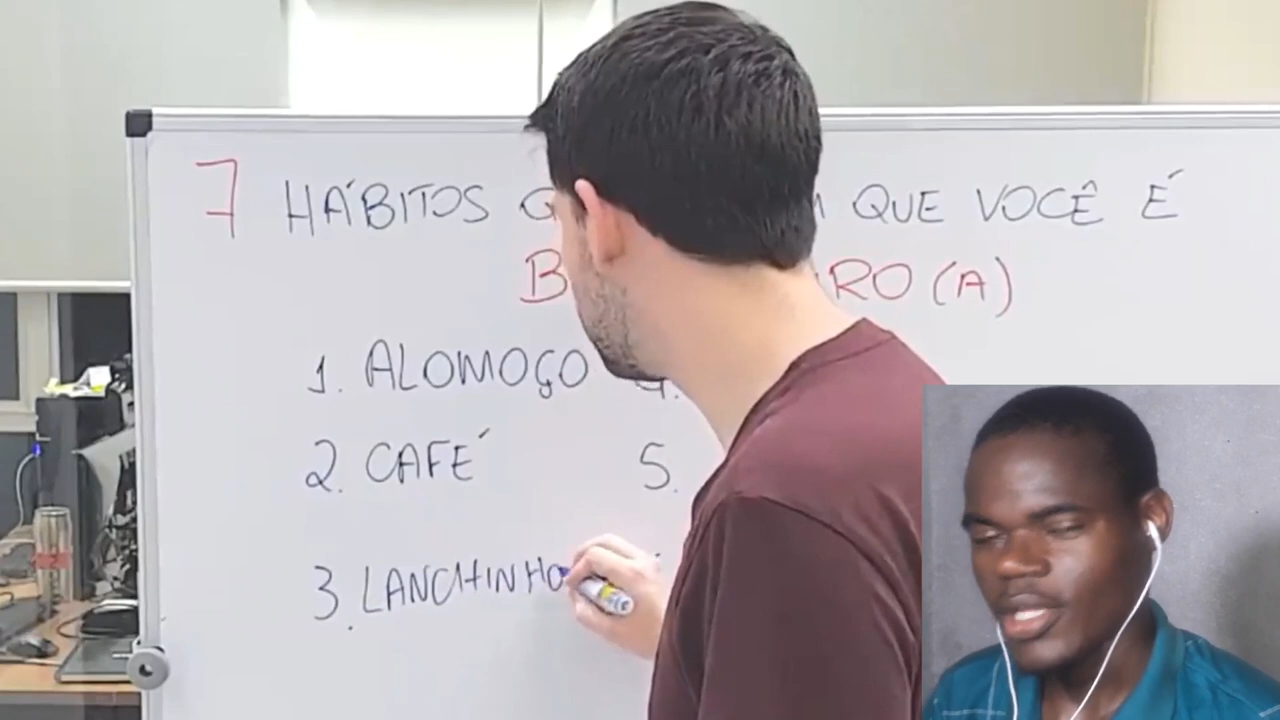 7 HÁBITOS QUE VOCÊ É
RO(A)
1. ALOMOÇO
2. CAFÉ
5.
3. LANCHINHO